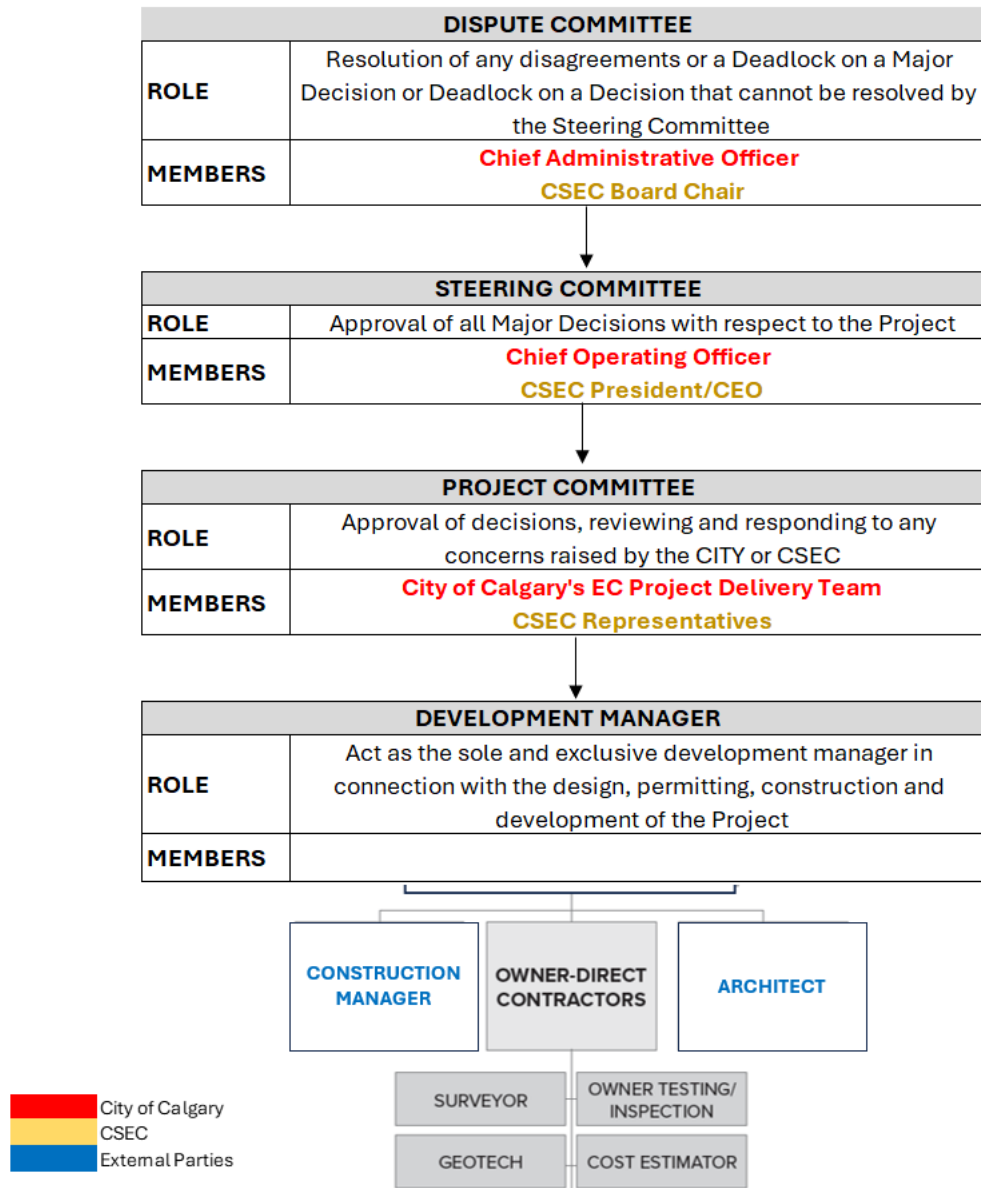 DISPUTE COMMITTEE
ROLE
Resolution of any disagreements or a Deadlock on a Major
Decision or Deadlock on a Decision that cannot be resolved by
the Steering Committee
MEMBERS
Chief Administrative Officer
CSEC Board Chair
STEERING COMMITTEE
ROLE
Approval of all Major Decisions with respect to the Project
MEMBERS
Chief Operating Officer
CSEC President/CEO
PROJECT COMMITTEE
ROLE
Approval of decisions, reviewing and responding to any
concerns raised by the CITY or CSEC
MEMBERS
City of Calgary's EC Project Delivery Team
CSEC Representatives
DEVELOPMENT MANAGER
ROLE
Act as the sole and exclusive development manager in
connection with the design, permitting, construction and
development of the Project
MEMBERS
CONSTRUCTION
MANAGER
OWNER-DIRECT
CONTRACTORS
ARCHITECT
SURVEYOR
OWNER TESTING/
INSPECTION
GEOTECH
COST ESTIMATOR
City of Calgary
CSEC
External Parties